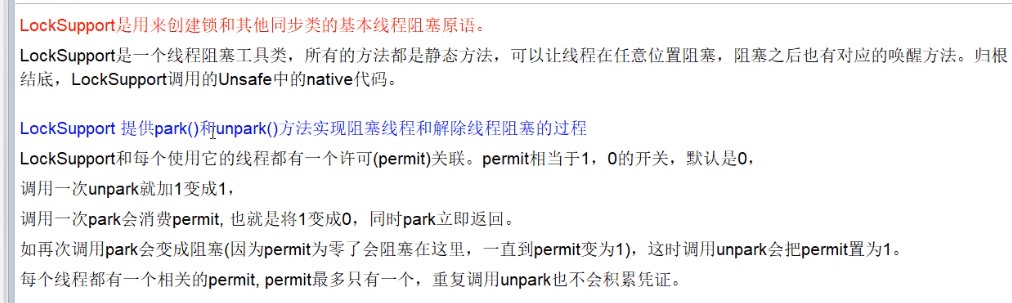 LockSupport是用来创建锁和其他同步类的基本线程阻塞原语。
LockSupport是一个线程阻塞工具类，所有的方法都是静态方法，可以让线程在任意位置阻塞，阻塞之后也有对应的唤醒方法。归根
结底，LockSupport调用的Unsafe中的native代码。
LockSupport 提供park()和unpark()方法实现阻塞线程和解除线程阻塞的过程
LockSupport和每个使用它的线程都有一个许可(permit)关联。permit相当于1，0的开关，默认是0，
调用一次unpark就加1变成1，
调用一次park会消费permit, 也就是将1变成0，同时park立即返回。
如再次调用park会变成阻塞(因为permit为零了会阻塞在这里，一直到permit变为1)，这时调用unpark会把permit置为1。
每个线程都有一个相关的permit, permit最多只有一个，重复调用unpark也不会积累凭证。